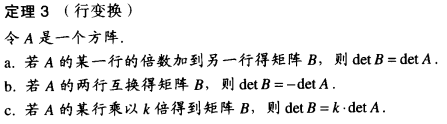 定理 3 （行变换）
令 A 是一个方阵.
a. 若 A 的某一行的倍数加到另一行得矩阵 B，则 det B = det A.
b. 若 A 的两行互换得矩阵 B，则 det B = −det A.
c. 若 A 的某行乘以 k 倍得到矩阵 B，则 det B = k · det A.